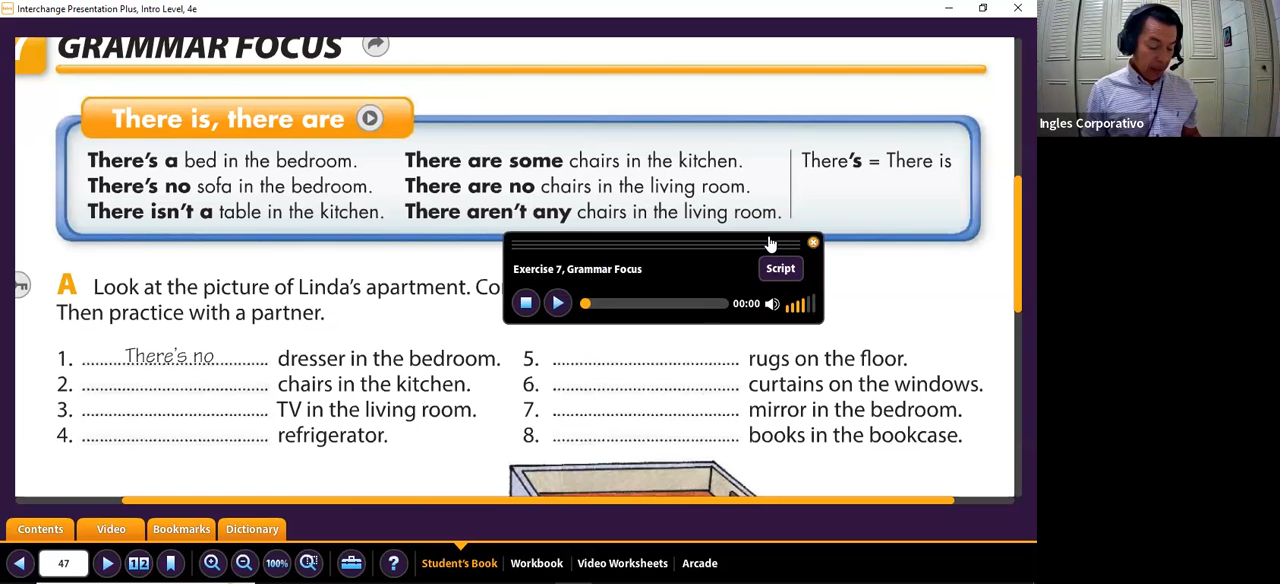 Interchange Presentation Plus, Intro Level, 4e
7 GRAMMAR FOCUS
There is, there are
There's a bed in the bedroom.
There's no sofa in the bedroom.
There isn't a table in the kitchen.
There are some chairs in the kitchen.
There are no chairs in the living room.
There aren't any chairs in the living room.
There's = There is
Exercise 7, Grammar Focus
Script
00:00
A Look at the picture of Linda's apartment. Co
Then practice with a partner.
1. There's no dresser in the bedroom.
2. .......... chairs in the kitchen.
3. .......... TV in the living room.
4. .......... refrigerator.
5. .......... rugs on the floor.
6. .......... curtains on the windows.
7. .......... mirror in the bedroom.
8. .......... books in the bookcase.
Contents Video Bookmarks Dictionary
47 12 100% ? Student's Book Workbook Video Worksheets Arcade
Ingles Corporativo